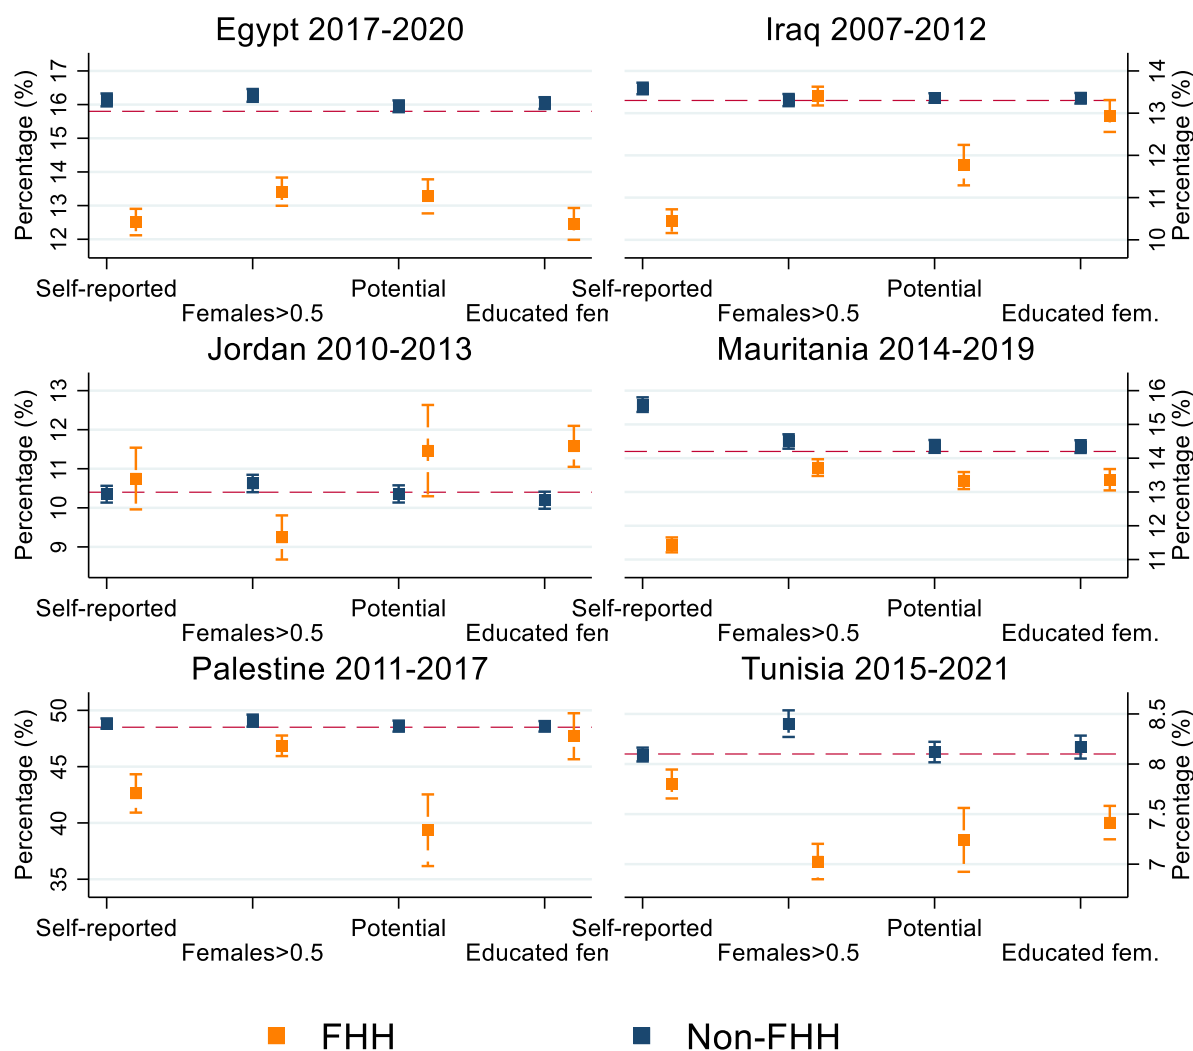 Egypt 2017-2020
Percentage (%)
17
16
15
14
13
12
Self-reported
Females>0.5
Potential
Educated fem
Iraq 2007-2012
Percentage (%)
14
13
12
11
10
Self-reported
Females>0.5
Potential
Educated fem.
Jordan 2010-2013
Percentage (%)
13
12
11
10
9
Self-reported
Females>0.5
Potential
Educated fem
Mauritania 2014-2019
Percentage (%)
16
15
14
13
12
11
Self-reported
Females>0.5
Potential
Educated fem.
Palestine 2011-2017
Percentage (%)
50
45
40
35
Self-reported
Females>0.5
Potential
Educated fem
Tunisia 2015-2021
Percentage (%)
8.5
8
7.5
7
Self-reported
Females>0.5
Potential
Educated fem.
FHH
Non-FHH